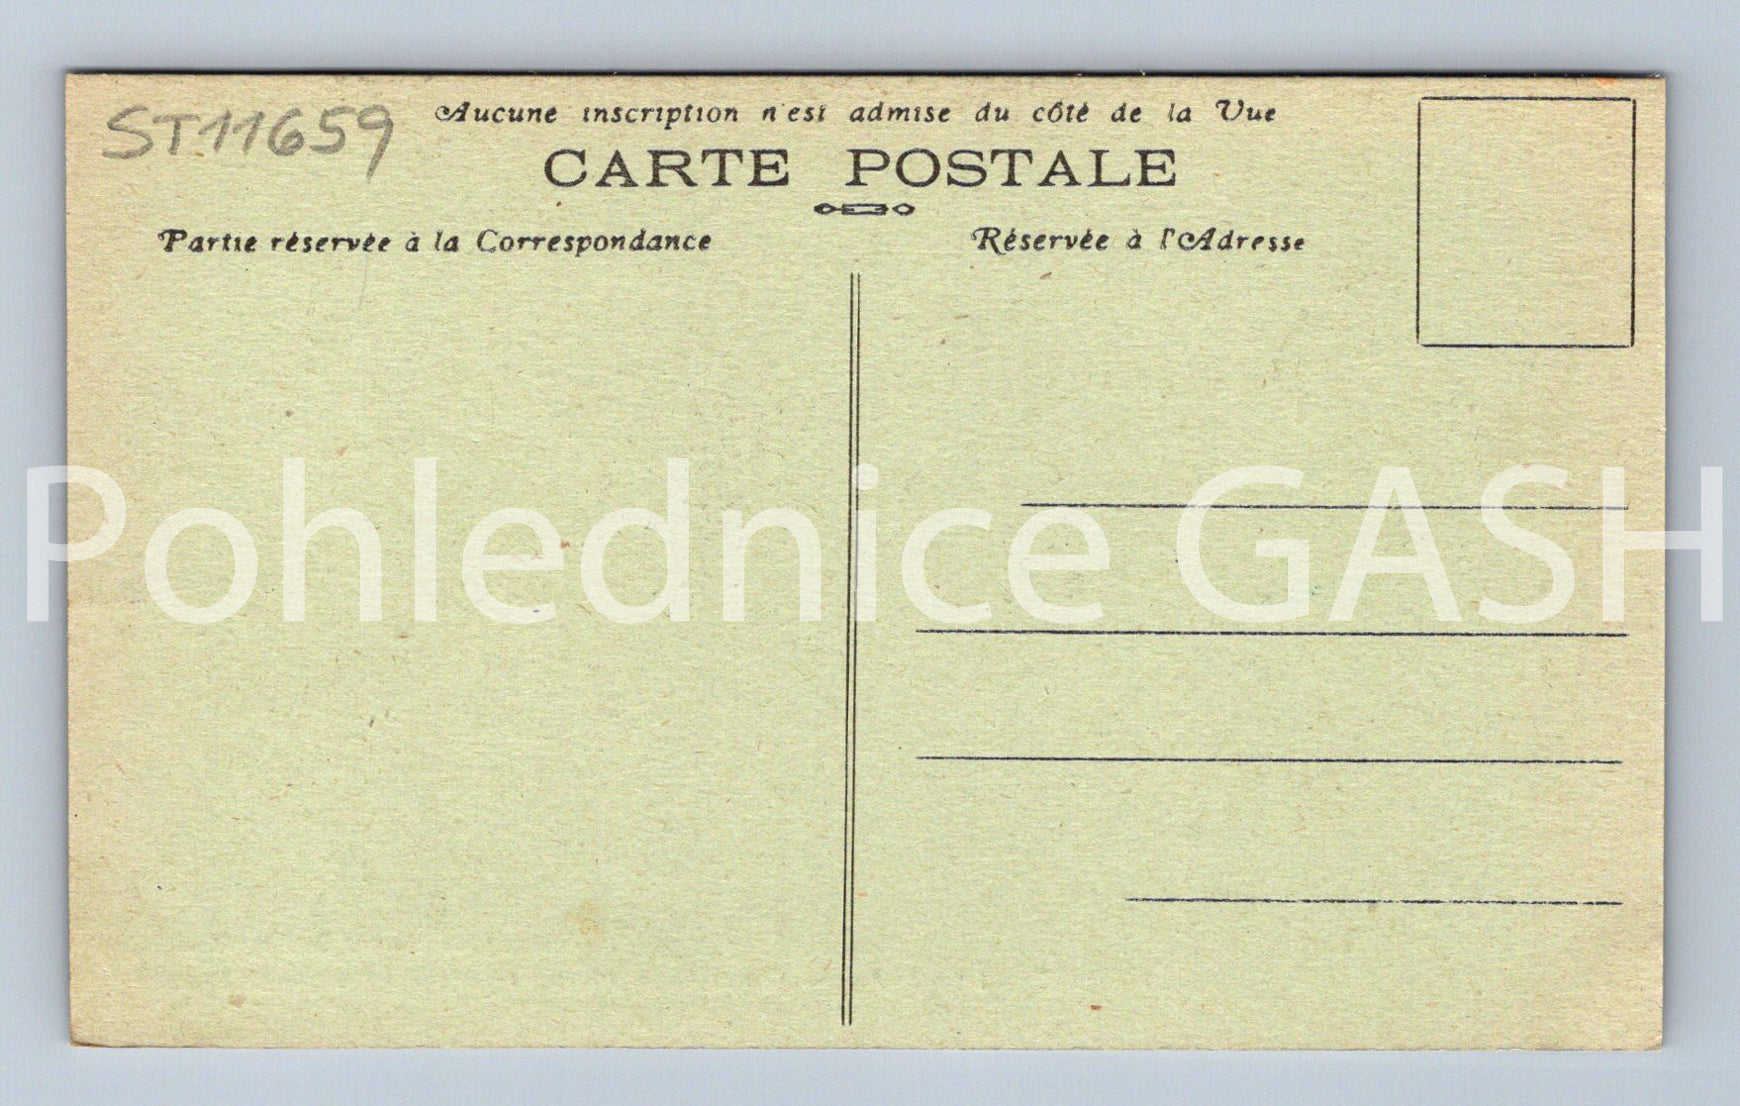 ST11659
Aucune inscription n'est admise du côté de la Vue
CARTE POSTALE
Partie réservée à la Correspondance
Réservée à l'Adresse
Pohlednice GASH